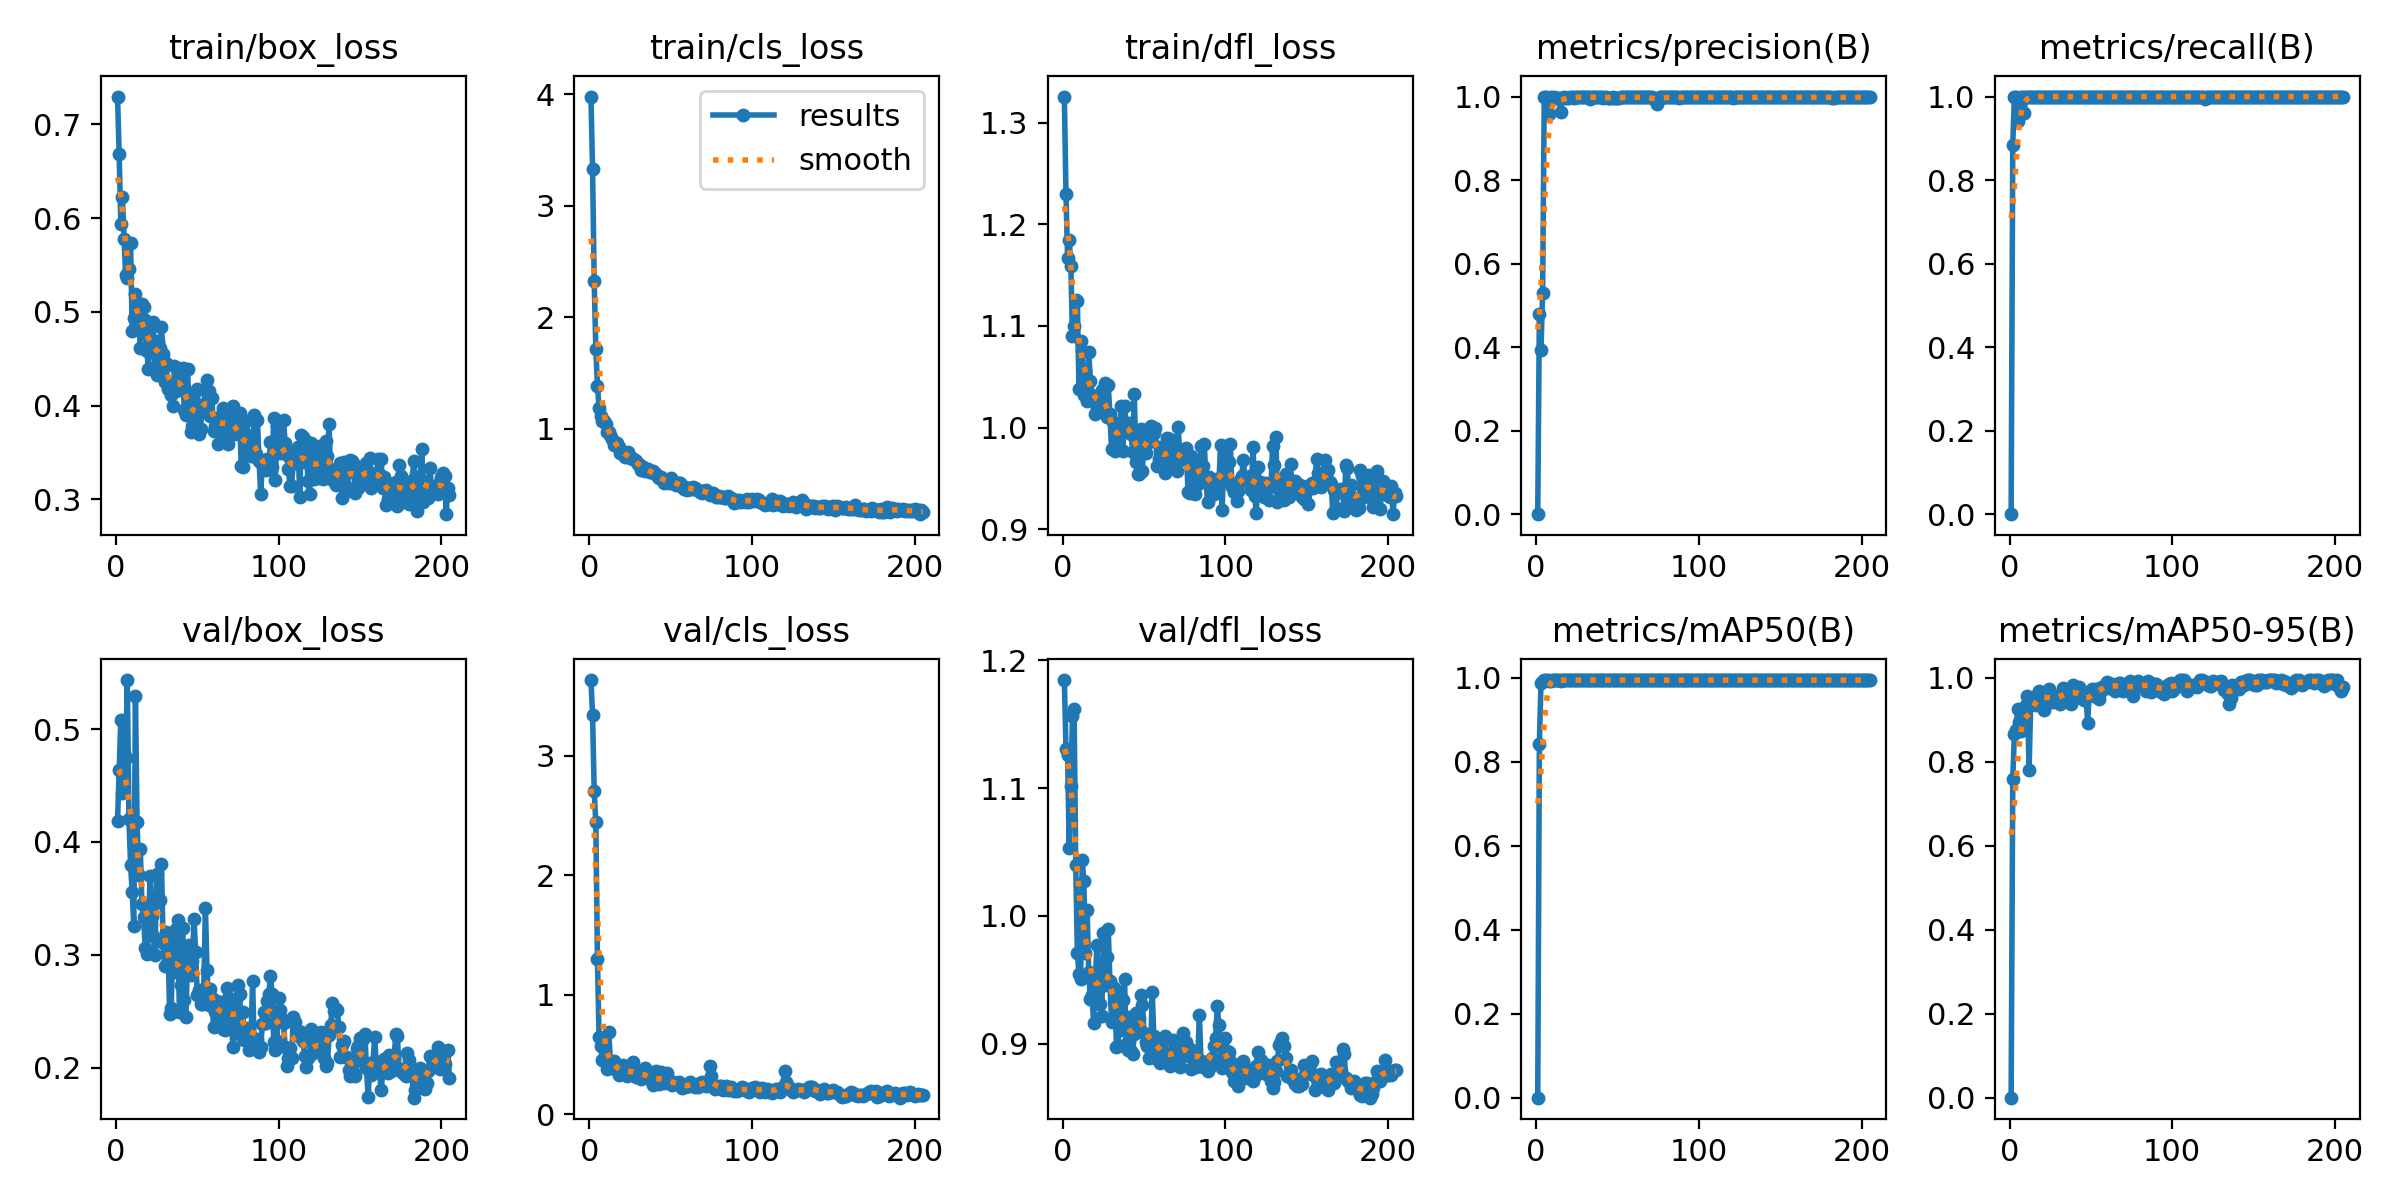 train/box_loss
0.7
0.6
0.5
0.4
0.3
0 100 200
train/cls_loss
results
smooth
4
3
2
1
0 100 200
train/dfl_loss
1.3
1.2
1.1
1.0
0.9
0 100 200
metrics/precision(B)
1.0
0.8
0.6
0.4
0.2
0.0
0 100 200
metrics/recall(B)
1.0
0.8
0.6
0.4
0.2
0.0
0 100 200
val/box_loss
0.5
0.4
0.3
0.2
0 100 200
val/cls_loss
3
2
1
0
0 100 200
val/dfl_loss
1.2
1.1
1.0
0.9
0 100 200
metrics/mAP50(B)
1.0
0.8
0.6
0.4
0.2
0.0
0 100 200
metrics/mAP50-95(B)
1.0
0.8
0.6
0.4
0.2
0.0
0 100 200